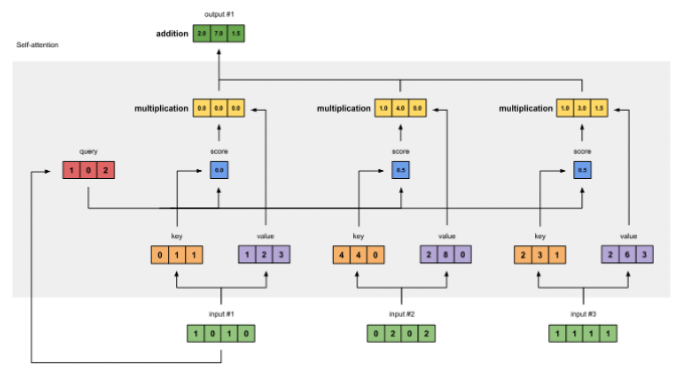 output #1
addition 2.0 7.0 1.5
Self-attention
multiplication 0.0 0.0 0.0
multiplication 1.0 4.0 0.0
multiplication 1.0 3.0 1.5
query
score
score
score
1 0 2
0.0
0.5
0.5
key
value
key
value
key
value
0 1 1
1 2 3
4 4 0
2 8 0
2 3 1
2 6 3
input #1
input #2
input #3
1 0 1 0
0 2 0 2
1 1 1 1